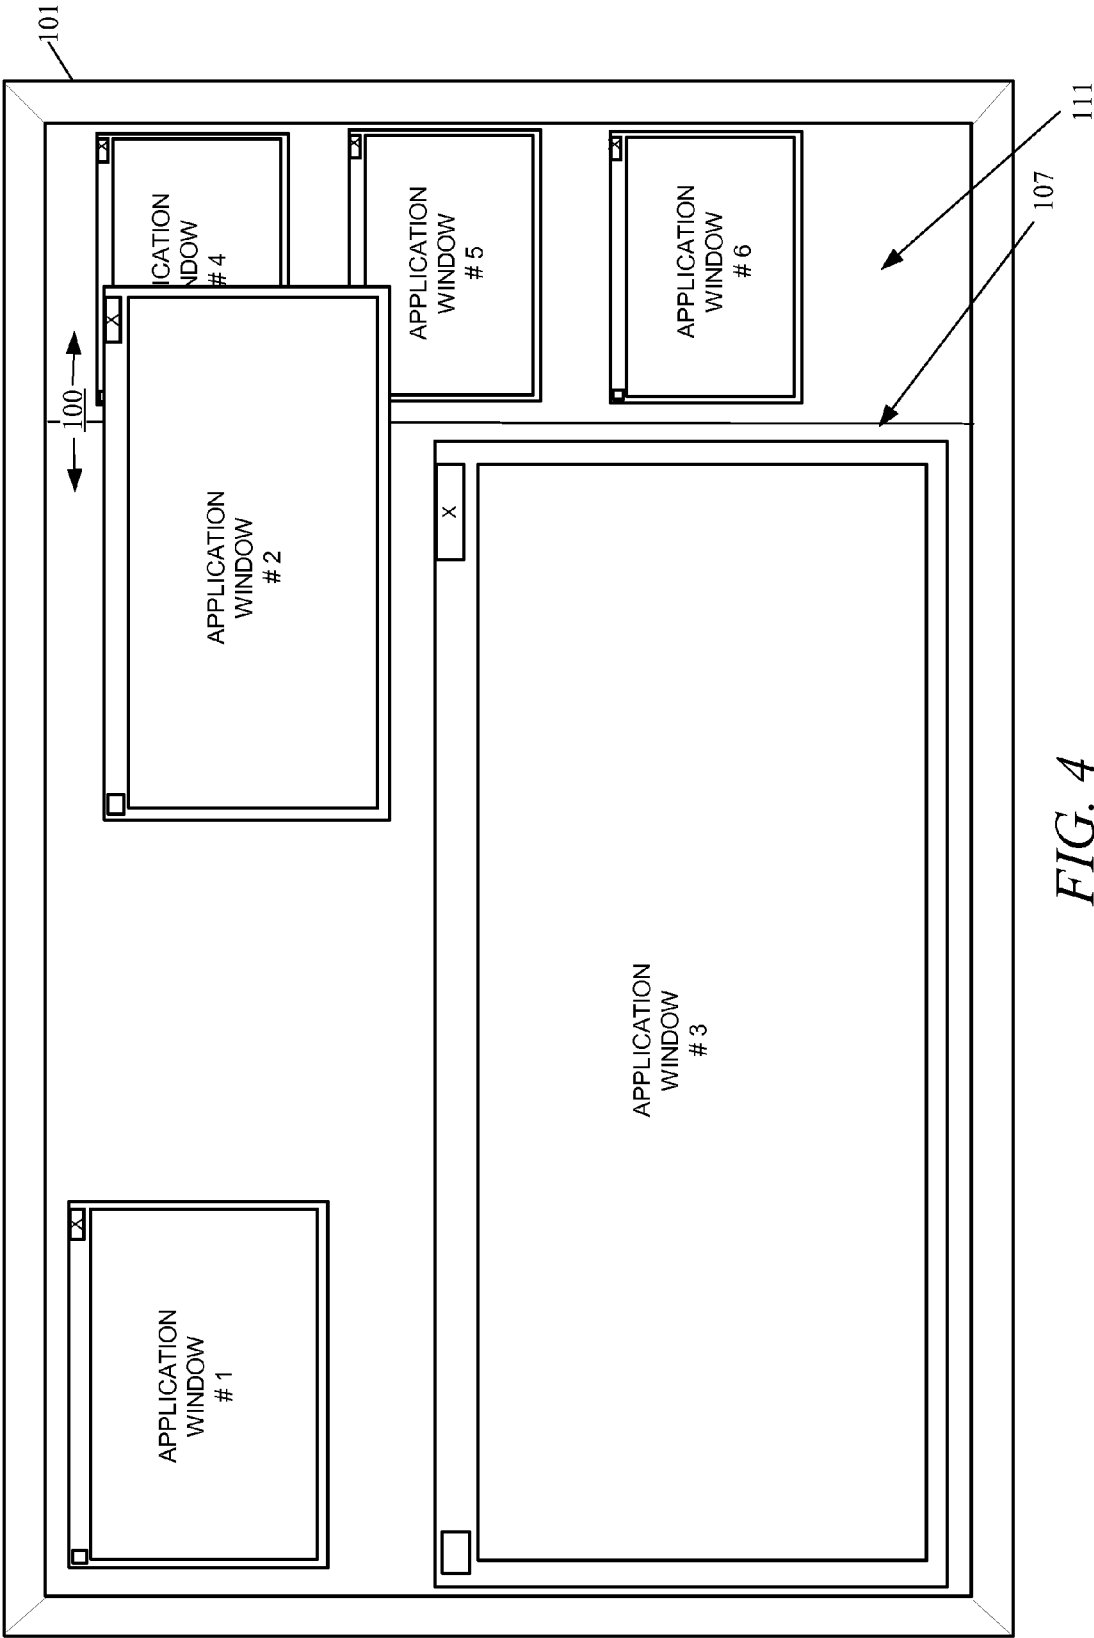 101
100
X
X
X
X
X
X
APPLICATION
WINDOW
# 1
APPLICATION
WINDOW
# 2
ICATION
NDOW
# 4
APPLICATION
WINDOW
# 5
APPLICATION
WINDOW
# 3
APPLICATION
WINDOW
# 6
107
111
FIG. 4